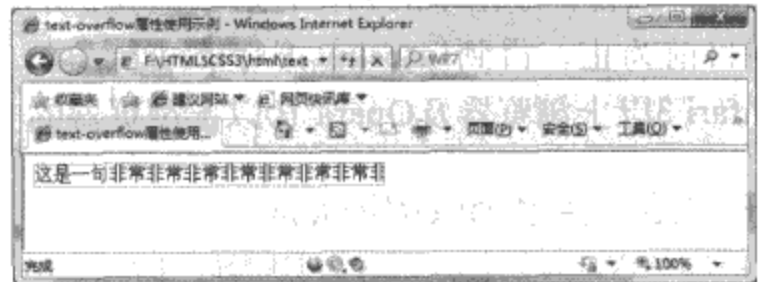 text-overflow属性使用示例 - Windows Internet Explorer
F:\HTML5CSS3\html\text
收藏夹 建议网站 网页快讯库
text-overflow属性使用... 页面(P) 安全(S) 工具(O)
这是一句非常非常非常非常非常非常非常非
完成 100%